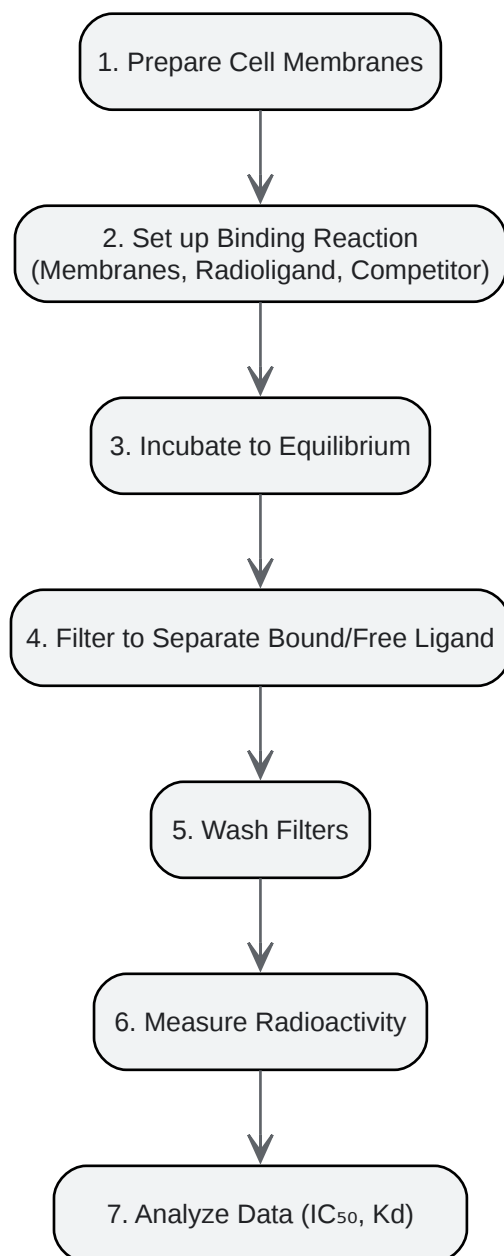 1. Prepare Cell Membranes
2. Set up Binding Reaction
(Membranes, Radioligand, Competitor)
3. Incubate to Equilibrium
4. Filter to Separate Bound/Free Ligand
5. Wash Filters
6. Measure Radioactivity
7. Analyze Data (IC₅₀, Kd)